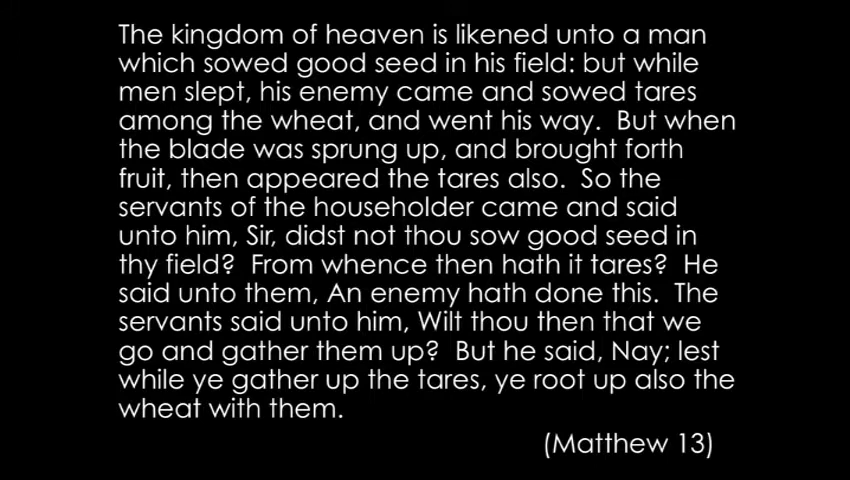 The kingdom of heaven is likened unto a man
which sowed good seed in his field: but while
men slept, his enemy came and sowed tares
among the wheat, and went his way.  But when
the blade was sprung up, and brought forth
fruit, then appeared the tares also.  So the
servants of the householder came and said
unto him, Sir, didst not thou sow good seed in
thy field?  From whence then hath it tares?  He
said unto them, An enemy hath done this.  The
servants said unto him, Wilt thou then that we
go and gather them up?  But he said, Nay; lest
while ye gather up the tares, ye root up also the
wheat with them.
(Matthew 13)